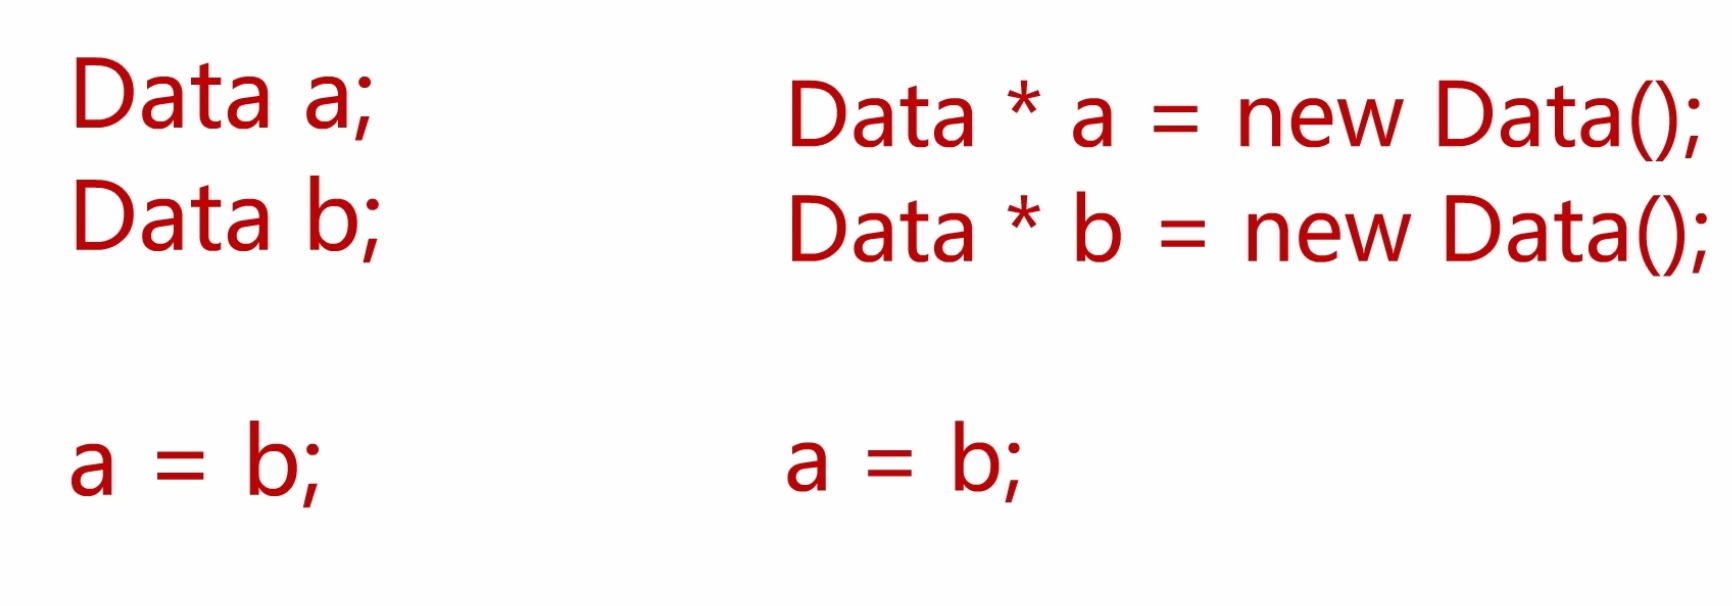 Data a;
Data b;
a = b;
Data * a = new Data();
Data * b = new Data();
a = b;